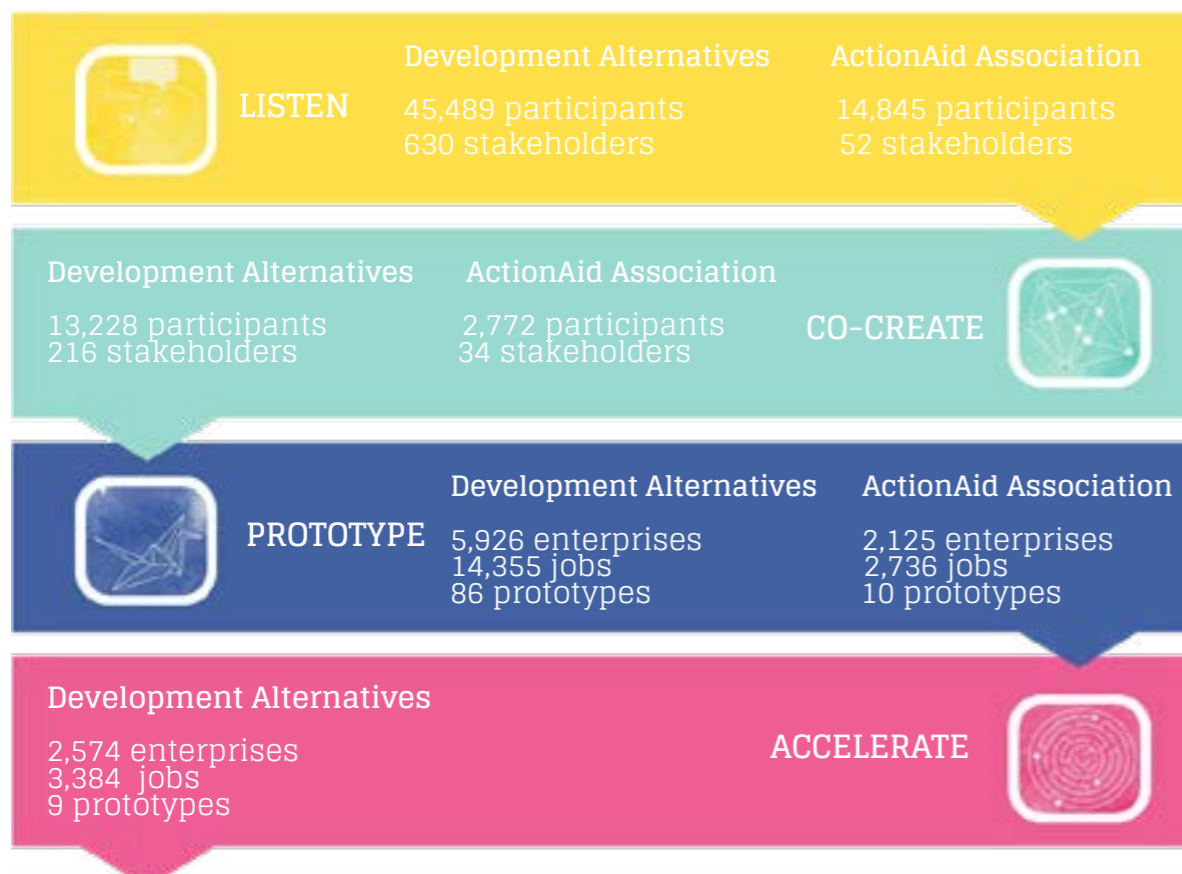 LISTEN
Development Alternatives
45,489 participants
630 stakeholders
ActionAid Association
14,845 participants
52 stakeholders
Development Alternatives
13,228 participants
216 stakeholders
ActionAid Association
2,772 participants
34 stakeholders
CO-CREATE
PROTOTYPE
Development Alternatives
5,926 enterprises
14,355 jobs
86 prototypes
ActionAid Association
2,125 enterprises
2,736 jobs
10 prototypes
Development Alternatives
2,574 enterprises
3,384 jobs
9 prototypes
ACCELERATE